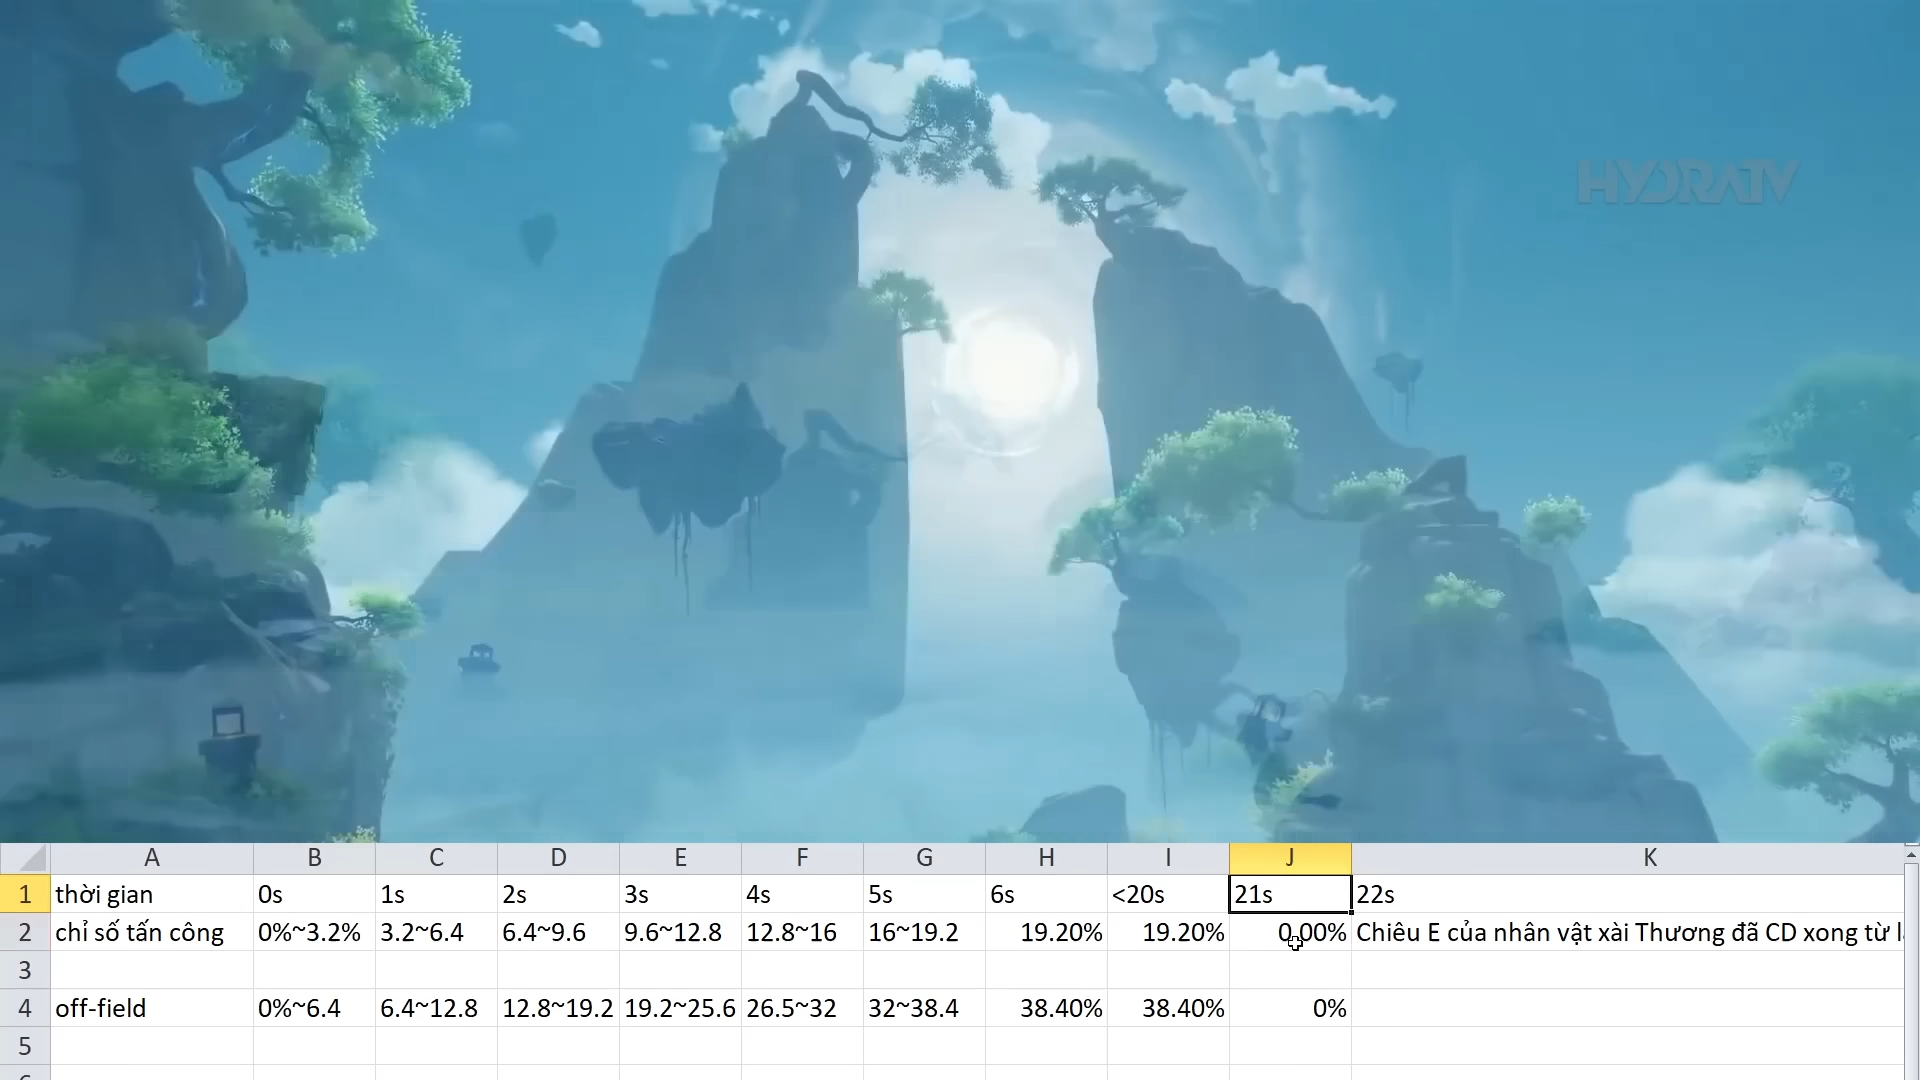 HYDRATV
A B C D E F G H I J K
1 thời gian 0s 1s 2s 3s 4s 5s 6s <20s 21s 22s
2 chỉ số tấn công 0%~3.2% 3.2~6.4 6.4~9.6 9.6~12.8 12.8~16 16~19.2 19.20% 19.20% 0.00% Chiêu E của nhân vật xài Thương đã CD xong từ
3
4 off-field 0%~6.4 6.4~12.8 12.8~19.2 19.2~25.6 26.5~32 32~38.4 38.40% 38.40% 0%
5